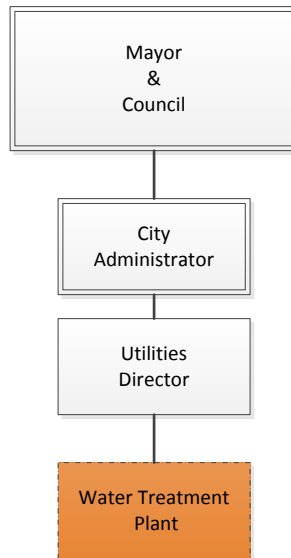 Mayor
&
Council
City
Administrator
Utilities
Director
Water Treatment
Plant